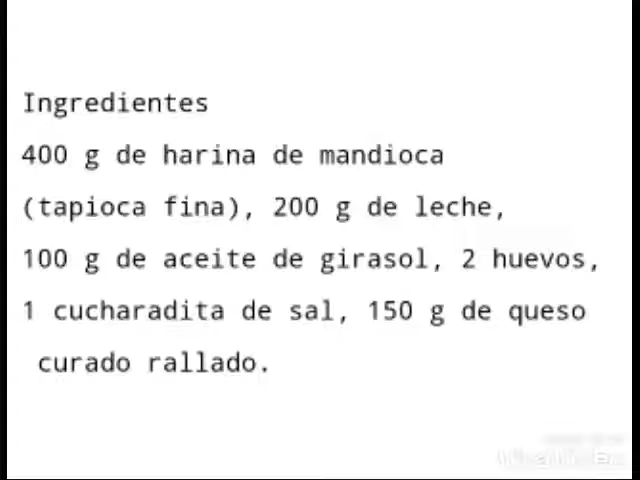 Ingredientes
400 g de harina de mandioca
(tapioca fina), 200 g de leche,
100 g de aceite de girasol, 2 huevos,
1 cucharadita de sal, 150 g de queso
curado rallado.